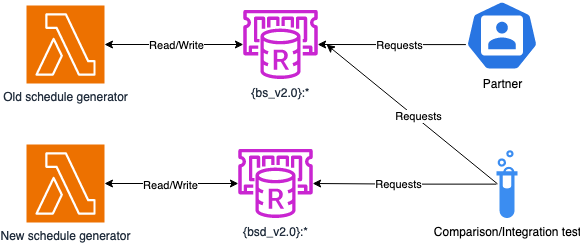 Read/Write
R
Requests
Old schedule generator
{bs_v2.0}:*
Partner
Requests
Read/Write
R
Requests
New schedule generator
{bsd_v2.0}:*
Comparison/Integration test